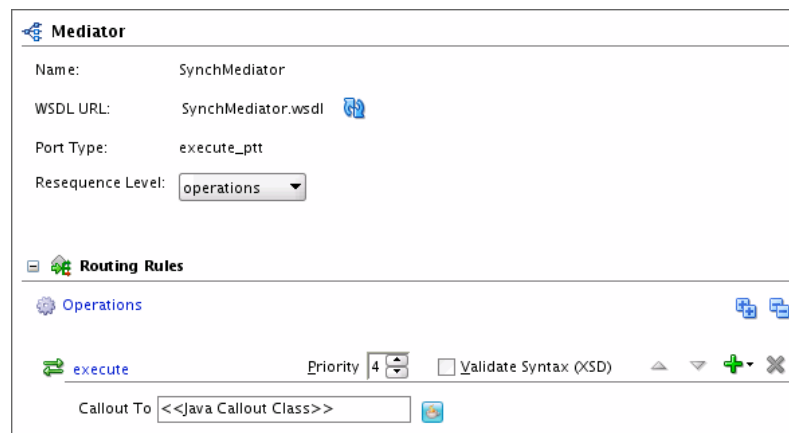 Mediator
Name: SynchMediator
WSDL URL: SynchMediator.wsdl
Port Type: execute_ptt
Resequence Level: operations
Routing Rules
Operations
execute Priority 4 Validate Syntax (XSD)
Callout To <<Java Callout Class>>